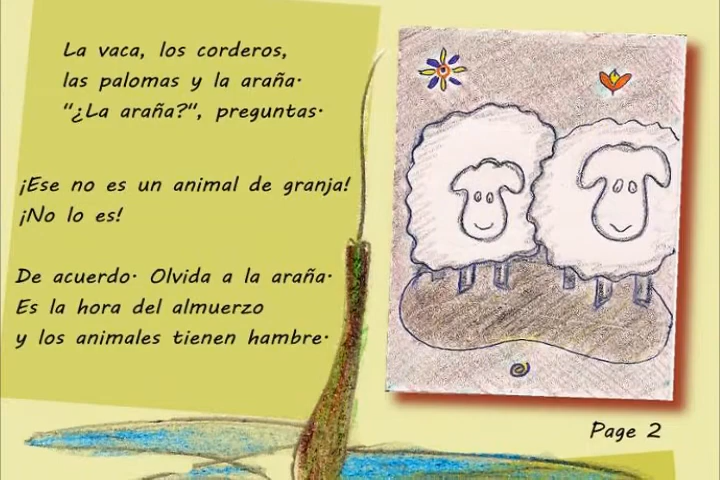 La vaca, los corderos,
las palomas y la araña.
"¿La araña?", preguntas.
¡Ese no es un animal de granja!
¡No lo es!
De acuerdo. Olvida a la araña.
Es la hora del almuerzo
y los animales tienen hambre.
Page 2